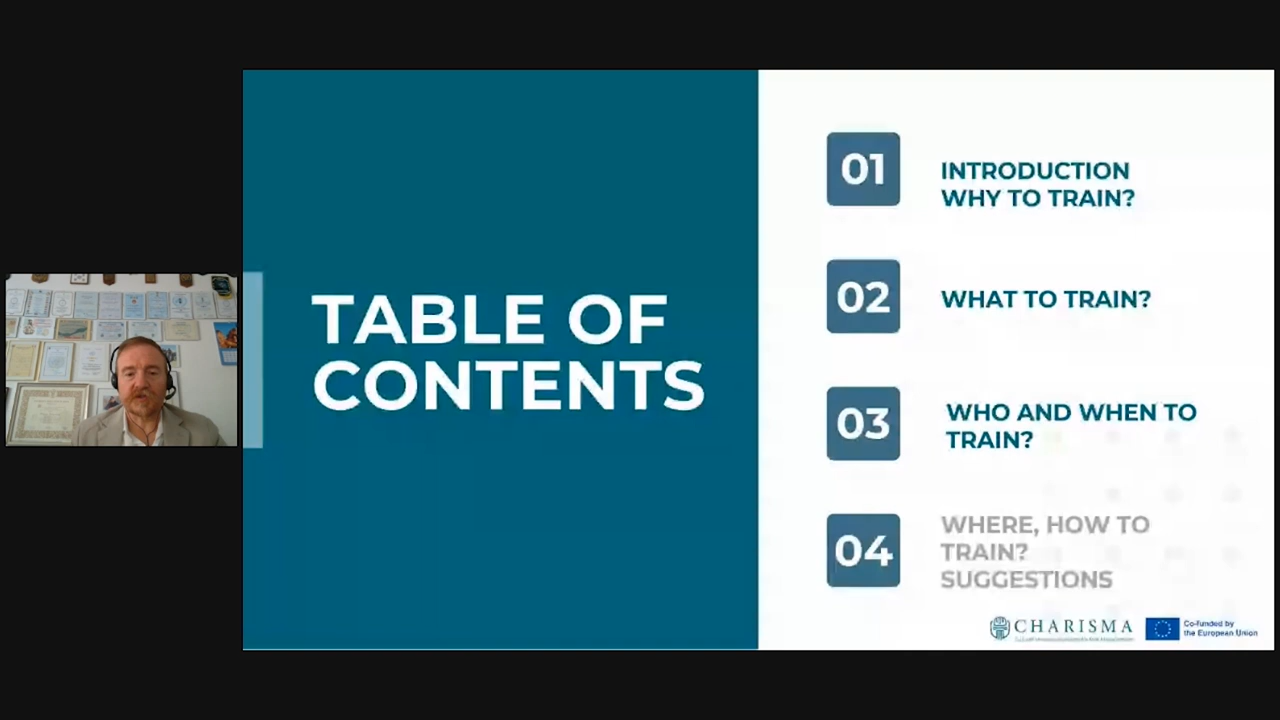 TABLE OF
CONTENTS
01
INTRODUCTION
WHY TO TRAIN?
02
WHAT TO TRAIN?
03
WHO AND WHEN TO
TRAIN?
04
WHERE, HOW TO
TRAIN?
SUGGESTIONS
CHARISMA
Co-funded by
the European Union